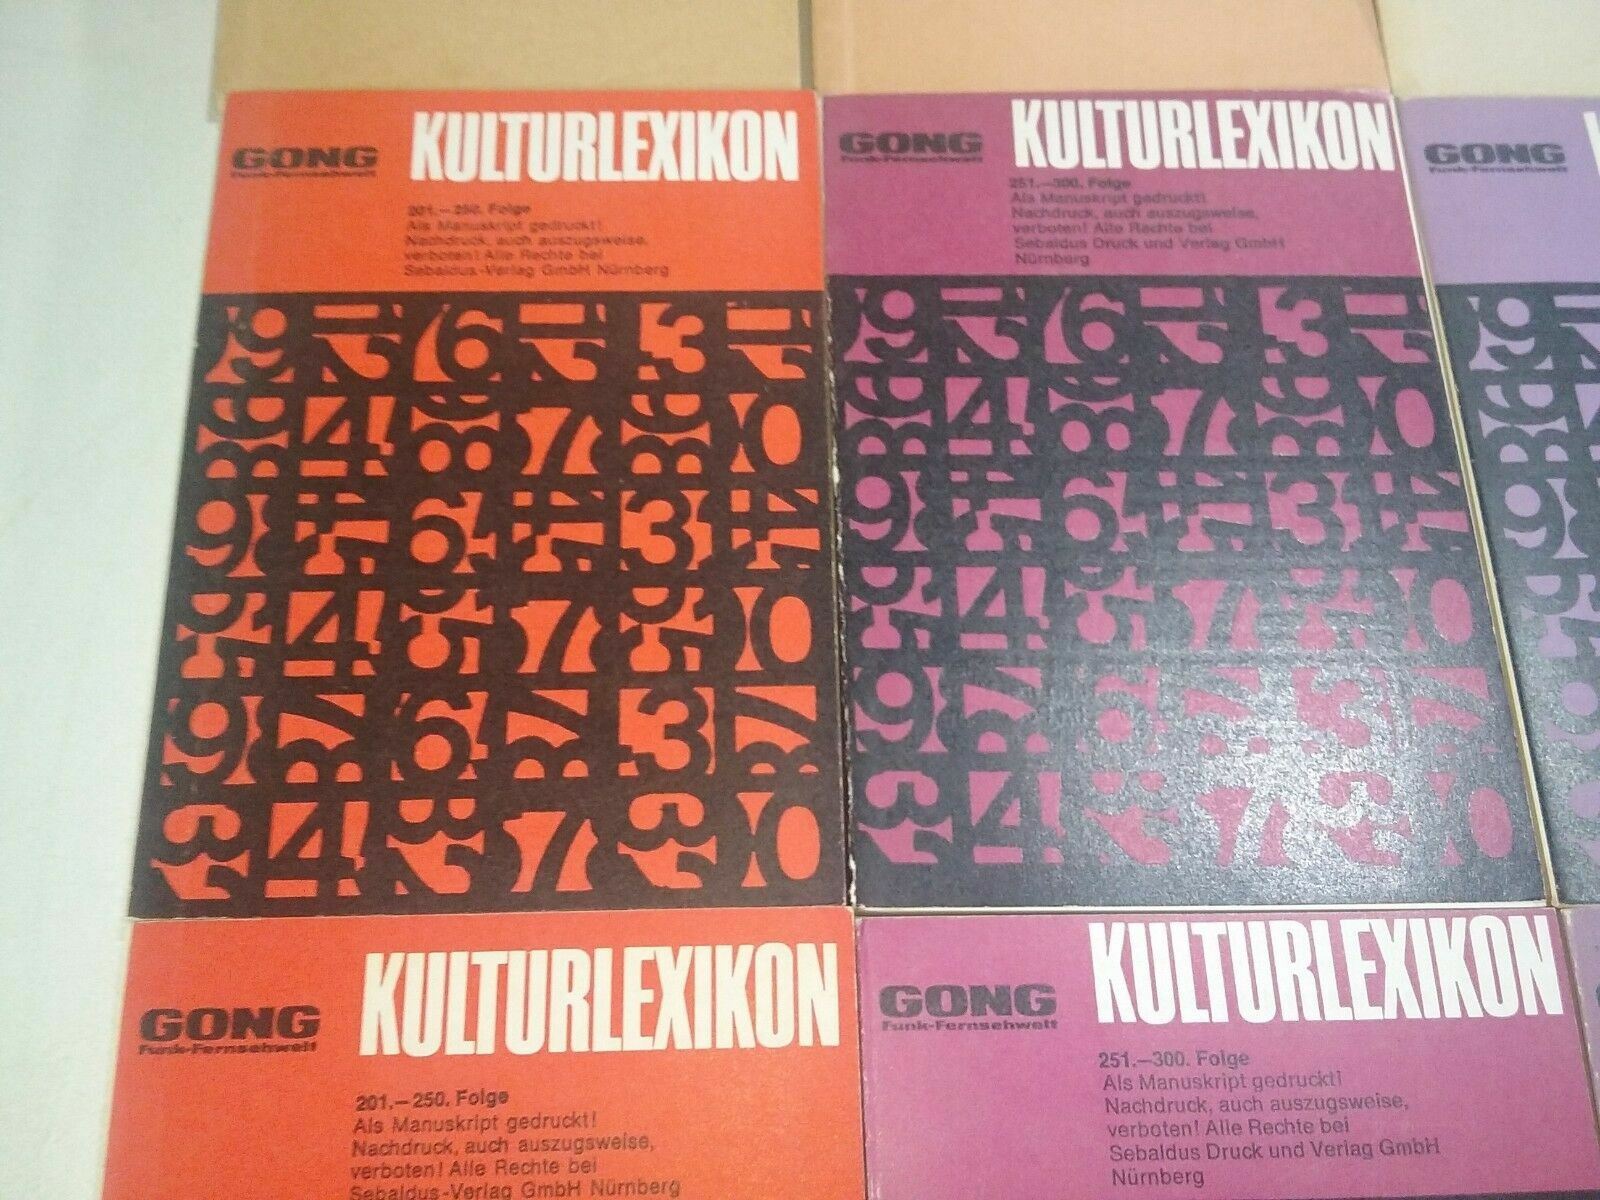 GONG
Funk-Fernsehwelt
KULTURLEXIKON
201.–250. Folge
Als Manuskript gedruckt!
Nachdruck, auch auszugsweise,
verboten! Alle Rechte bei
Sebaldus-Verlag GmbH Nürnberg
GONG
Funk-Fernsehwelt
KULTURLEXIKON
251.–300. Folge
Als Manuskript gedruckt!
Nachdruck, auch auszugsweise,
verboten! Alle Rechte bei
Sebaldus Druck und Verlag GmbH
Nürnberg
GONG
Funk-Fernsehwelt
K
GONG
Funk-Fernsehwelt
KULTURLEXIKON
201.–250. Folge
Als Manuskript gedruckt!
Nachdruck, auch auszugsweise,
verboten! Alle Rechte bei
Sebaldus-Verlag GmbH Nürnberg
GONG
Funk-Fernsehwelt
KULTURLEXIKON
251.–300. Folge
Als Manuskript gedruckt!
Nachdruck, auch auszugsweise,
verboten! Alle Rechte bei
Sebaldus Druck und Verlag GmbH
Nürnberg